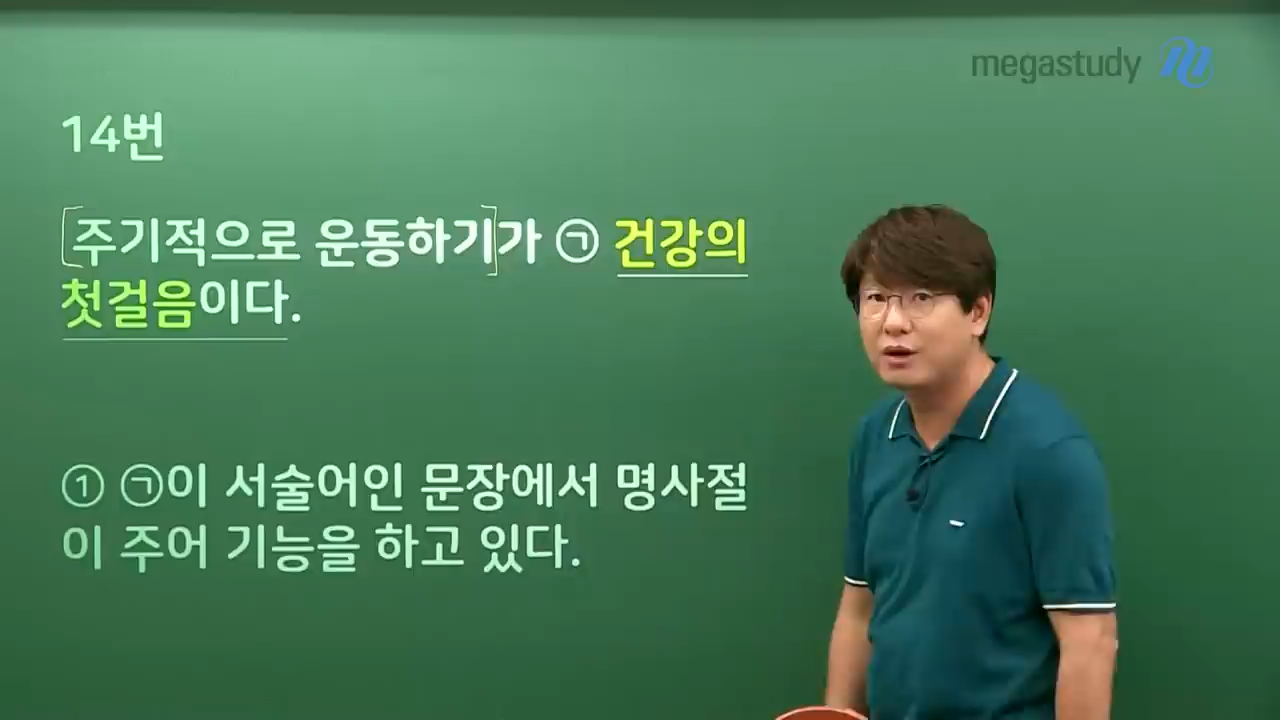 megastudy
14번
[주기적으로 운동하기]가 ㉠ 건강의
첫걸음이다.
① ㉠이 서술어인 문장에서 명사절
이 주어 기능을 하고 있다.